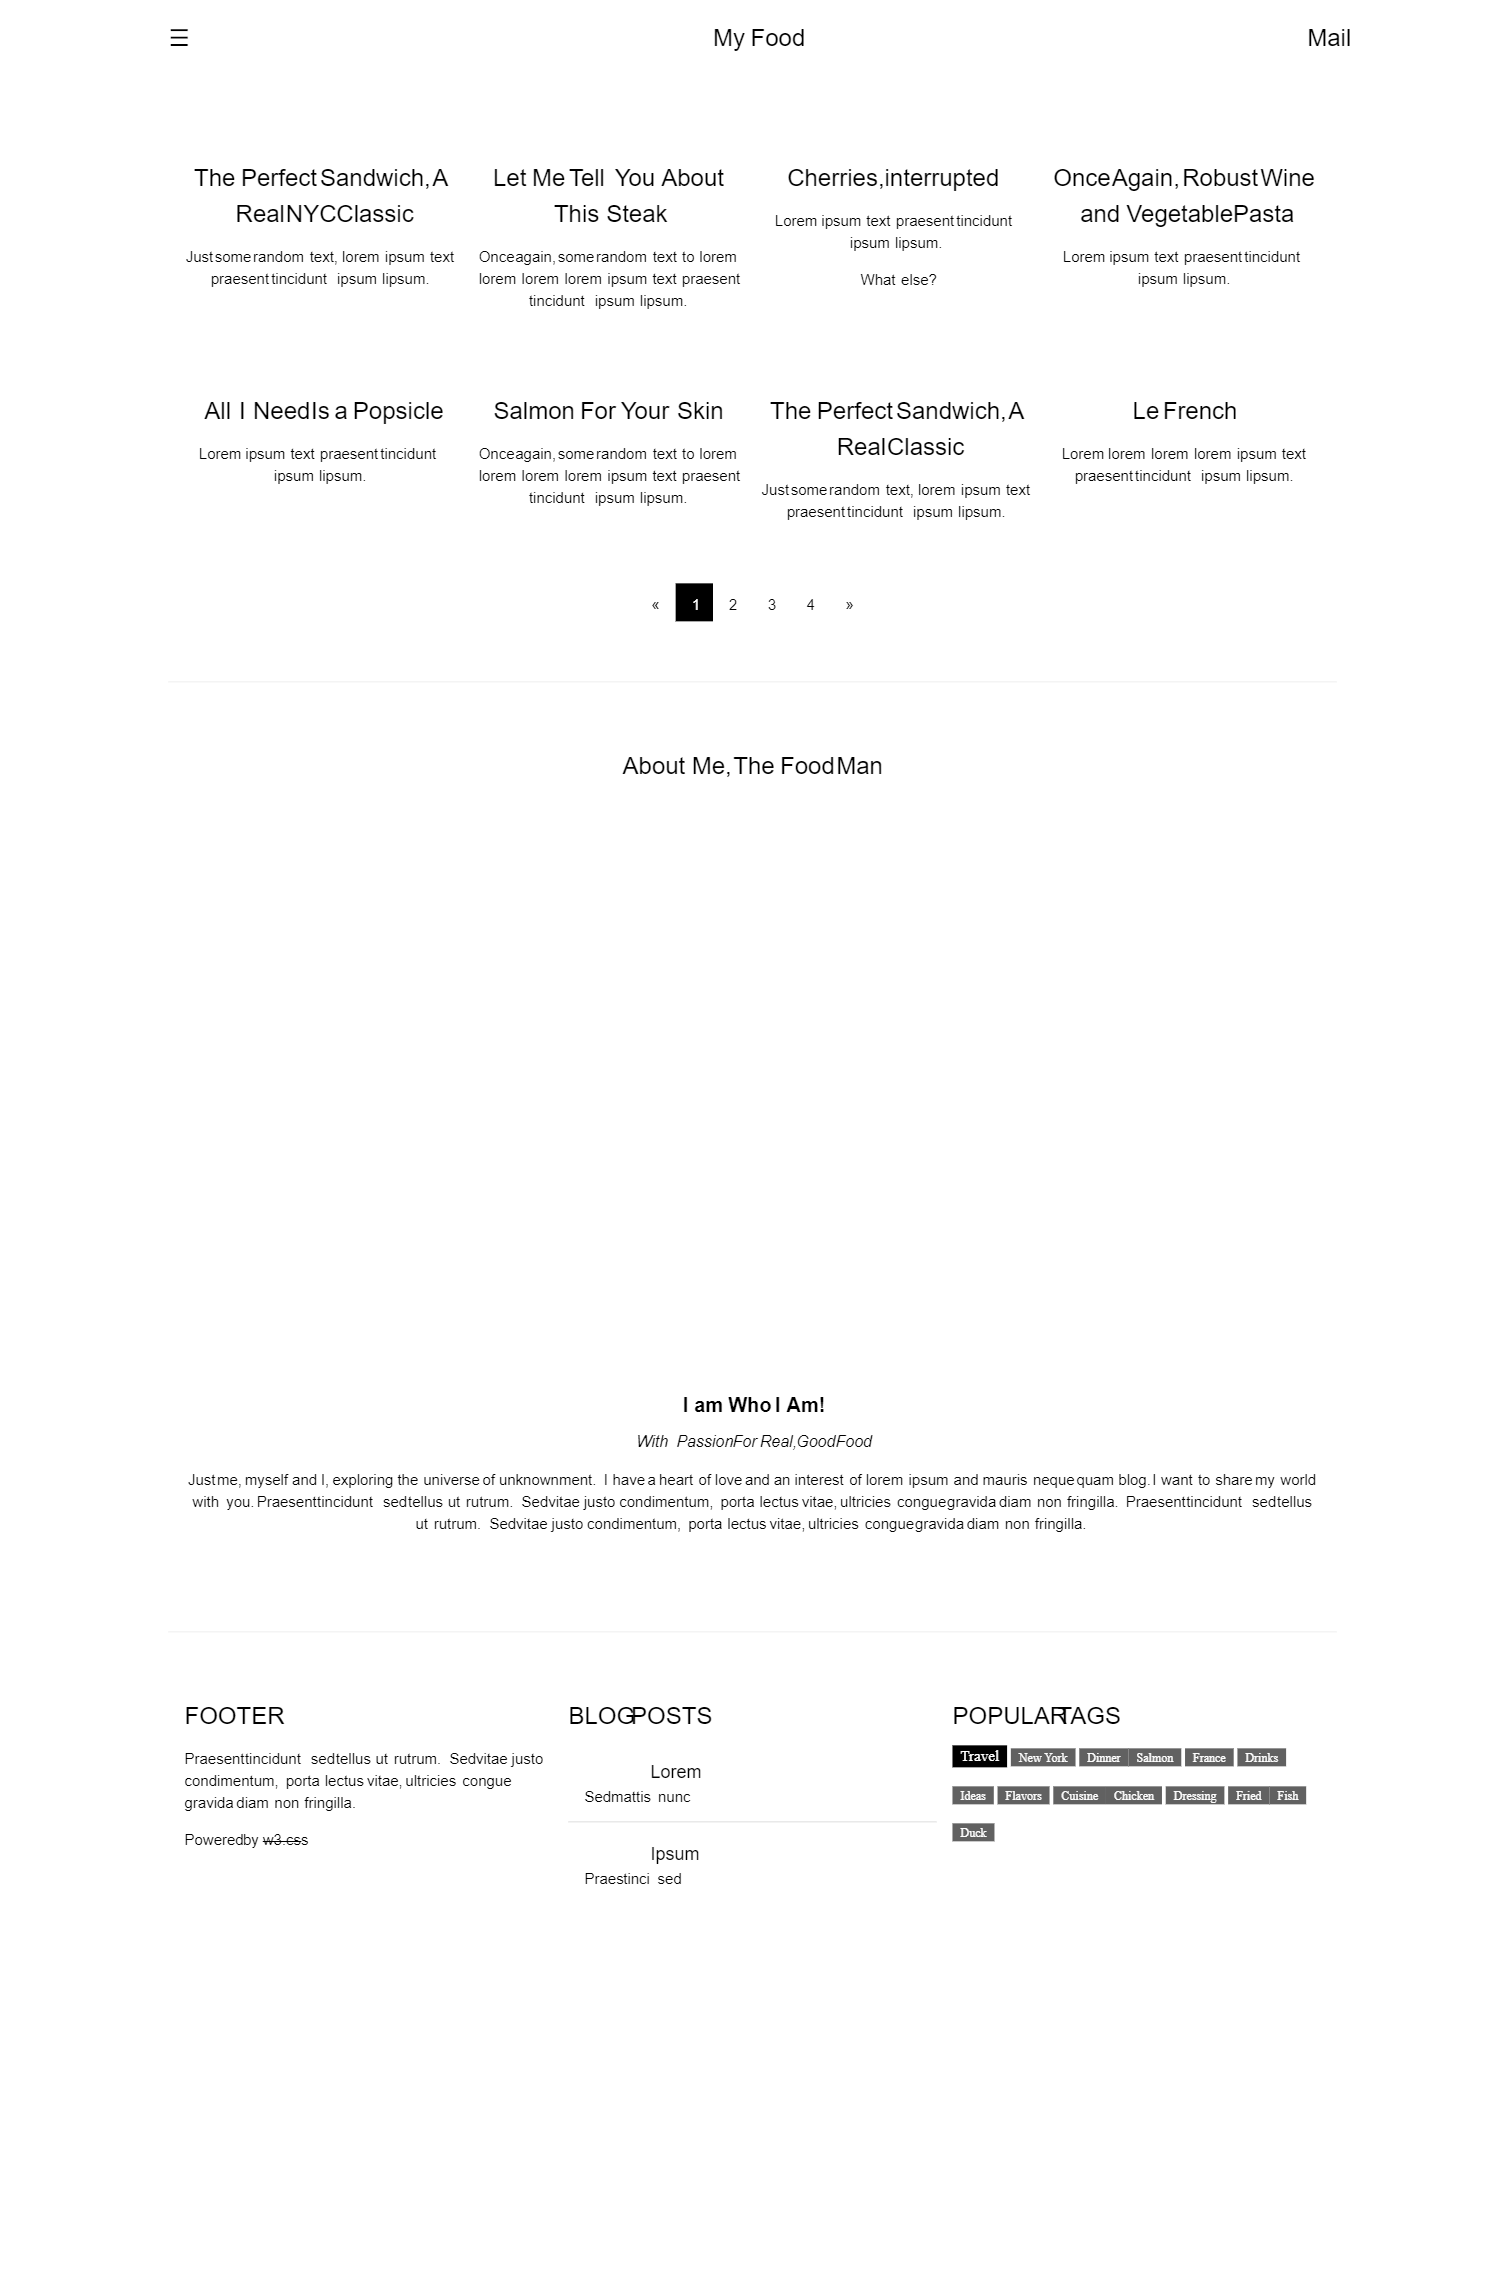 ☰ My Food Mail
The Perfect Sandwich, A
Real NYC Classic
Just some random text, lorem ipsum text
praesent tincidunt ipsum lipsum.
Let Me Tell You About
This Steak
Once again, some random text to lorem
lorem lorem lorem ipsum text praesent
tincidunt ipsum lipsum.
Cherries, interrupted
Lorem ipsum text praesent tincidunt
ipsum lipsum.
What else?
Once Again, Robust Wine
and Vegetable Pasta
Lorem ipsum text praesent tincidunt
ipsum lipsum.
All I Need Is a Popsicle
Lorem ipsum text praesent tincidunt
ipsum lipsum.
Salmon For Your Skin
Once again, some random text to lorem
lorem lorem lorem ipsum text praesent
tincidunt ipsum lipsum.
The Perfect Sandwich, A
Real Classic
Just some random text, lorem ipsum text
praesent tincidunt ipsum lipsum.
Le French
Lorem lorem lorem lorem ipsum text
praesent tincidunt ipsum lipsum.
« 1 2 3 4 »
About Me, The Food Man
I am Who I Am!
With Passion For Real, Good Food
Just me, myself and I, exploring the universe of unknownment. I have a heart of love and an interest of lorem ipsum and mauris neque quam blog. I want to share my world
with you. Praesent tincidunt sed tellus ut rutrum. Sed vitae justo condimentum, porta lectus vitae, ultricies congue gravida diam non fringilla. Praesent tincidunt sed tellus
ut rutrum. Sed vitae justo condimentum, porta lectus vitae, ultricies congue gravida diam non fringilla.
FOOTER
Praesent tincidunt sed tellus ut rutrum. Sed vitae justo
condimentum, porta lectus vitae, ultricies congue
gravida diam non fringilla.
Powered by w3.css
BLOG POSTS
Lorem
Sed mattis nunc
Ipsum
Praes tinci sed
POPULAR TAGS
Travel New York Dinner Salmon France Drinks
Ideas Flavors Cuisine Chicken Dressing Fried Fish
Duck